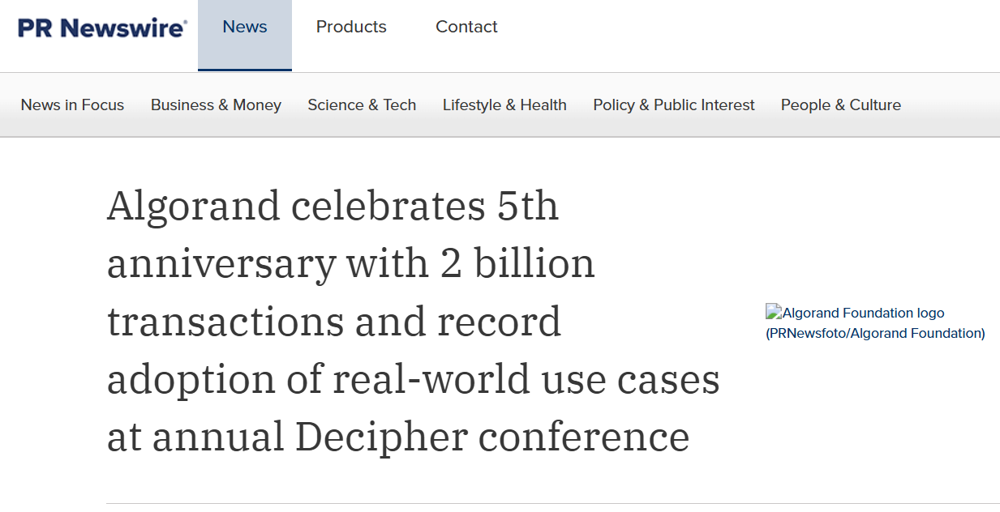 PR Newswire®
News
Products
Contact
News in Focus
Business & Money
Science & Tech
Lifestyle & Health
Policy & Public Interest
People & Culture
Algorand celebrates 5th
anniversary with 2 billion
transactions and record
adoption of real-world use cases
at annual Decipher conference
Algorand Foundation logo
(PRNewsfoto/Algorand Foundation)